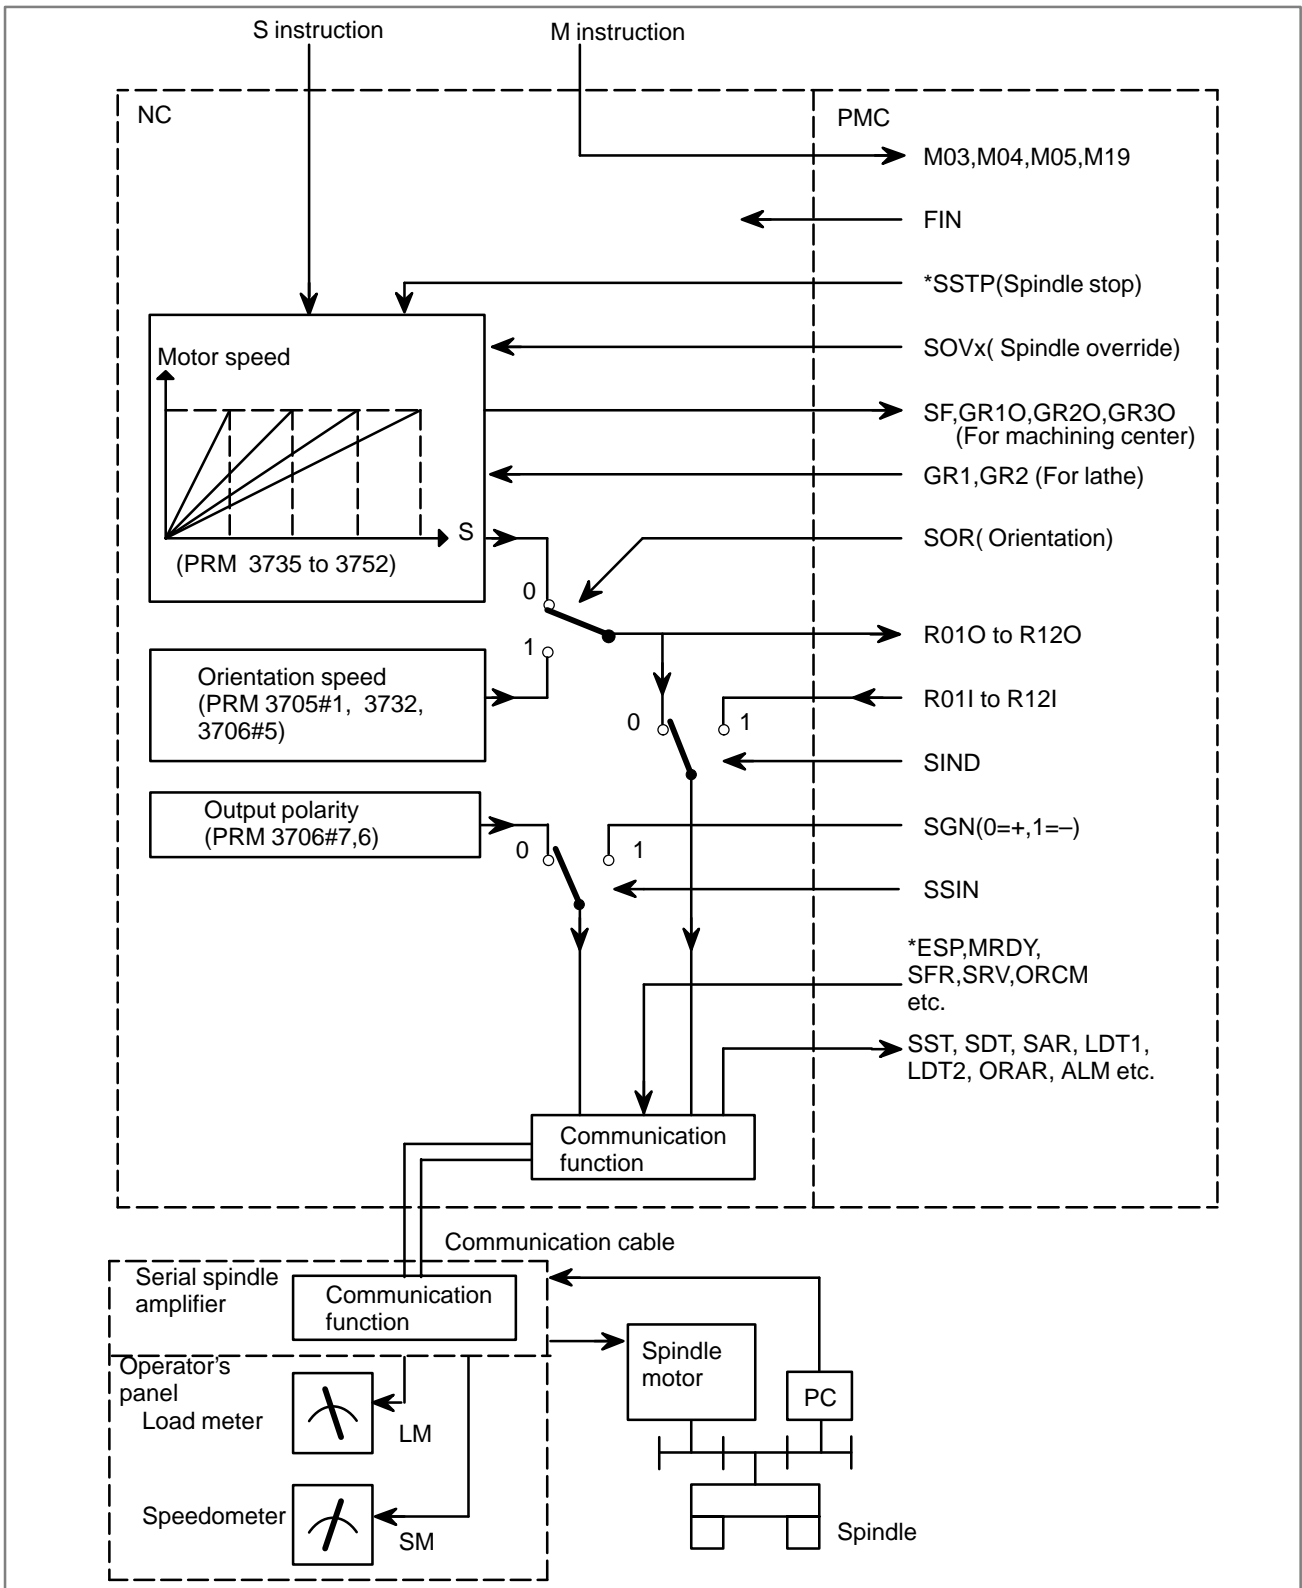 S instruction
M instruction
NC
PMC
M03,M04,M05,M19
FIN
*SSTP(Spindle stop)
Motor speed
SOVx( Spindle override)
SF,GR1O,GR2O,GR3O
(For machining center)
GR1,GR2 (For lathe)
S
SOR( Orientation)
(PRM 3735 to 3752)
0
1
R01O to R12O
Orientation speed
(PRM 3705#1, 3732,
3706#5)
R01I to R12I
0
1
SIND
Output polarity
(PRM 3706#7,6)
SGN(0=+,1=–)
0
1
SSIN
*ESP,MRDY,
SFR,SRV,ORCM
etc.
SST, SDT, SAR, LDT1,
LDT2, ORAR, ALM etc.
Communication
function
Communication cable
Serial spindle
amplifier
Communication
function
Operator's
panel
Load meter
LM
Spindle
motor
PC
Speedometer
SM
Spindle